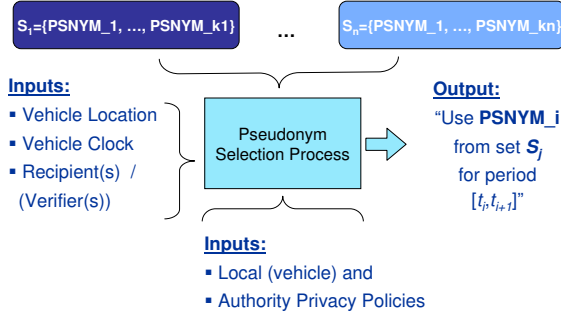 S1={PSNYM_1, ..., PSNYM_k1}
...
Sn={PSNYM_1, ..., PSNYM_kn}
Inputs:
▪ Vehicle Location
▪ Vehicle Clock
▪ Recipient(s) /
(Verifier(s))
Pseudonym
Selection Process
Output:
“Use PSNYM_i
from set Sj
for period
[ti,ti+1]”
Inputs:
▪ Local (vehicle) and
▪ Authority Privacy Policies